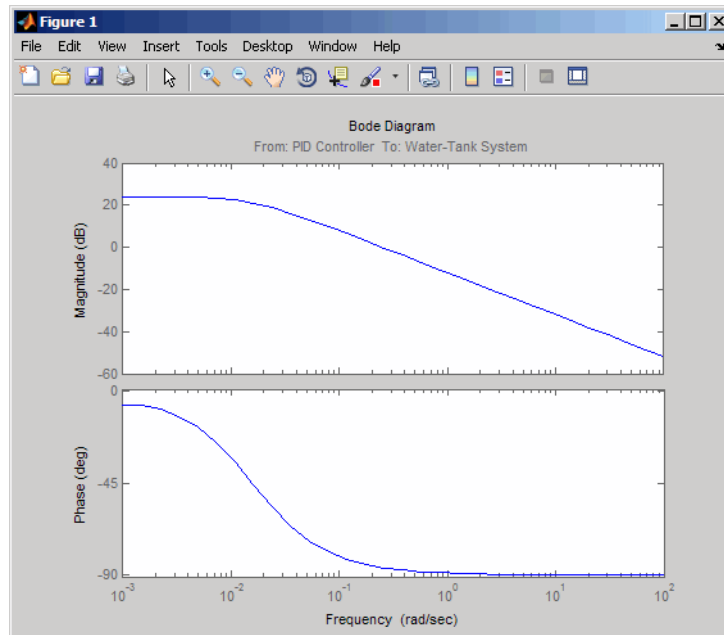 Figure 1
File Edit View Insert Tools Desktop Window Help
Bode Diagram
From: PID Controller To: Water-Tank System
Magnitude (dB)
40
20
0
-20
-40
-60
Phase (deg)
0
-45
-90
10^-3 10^-2 10^-1 10^0 10^1 10^2
Frequency (rad/sec)